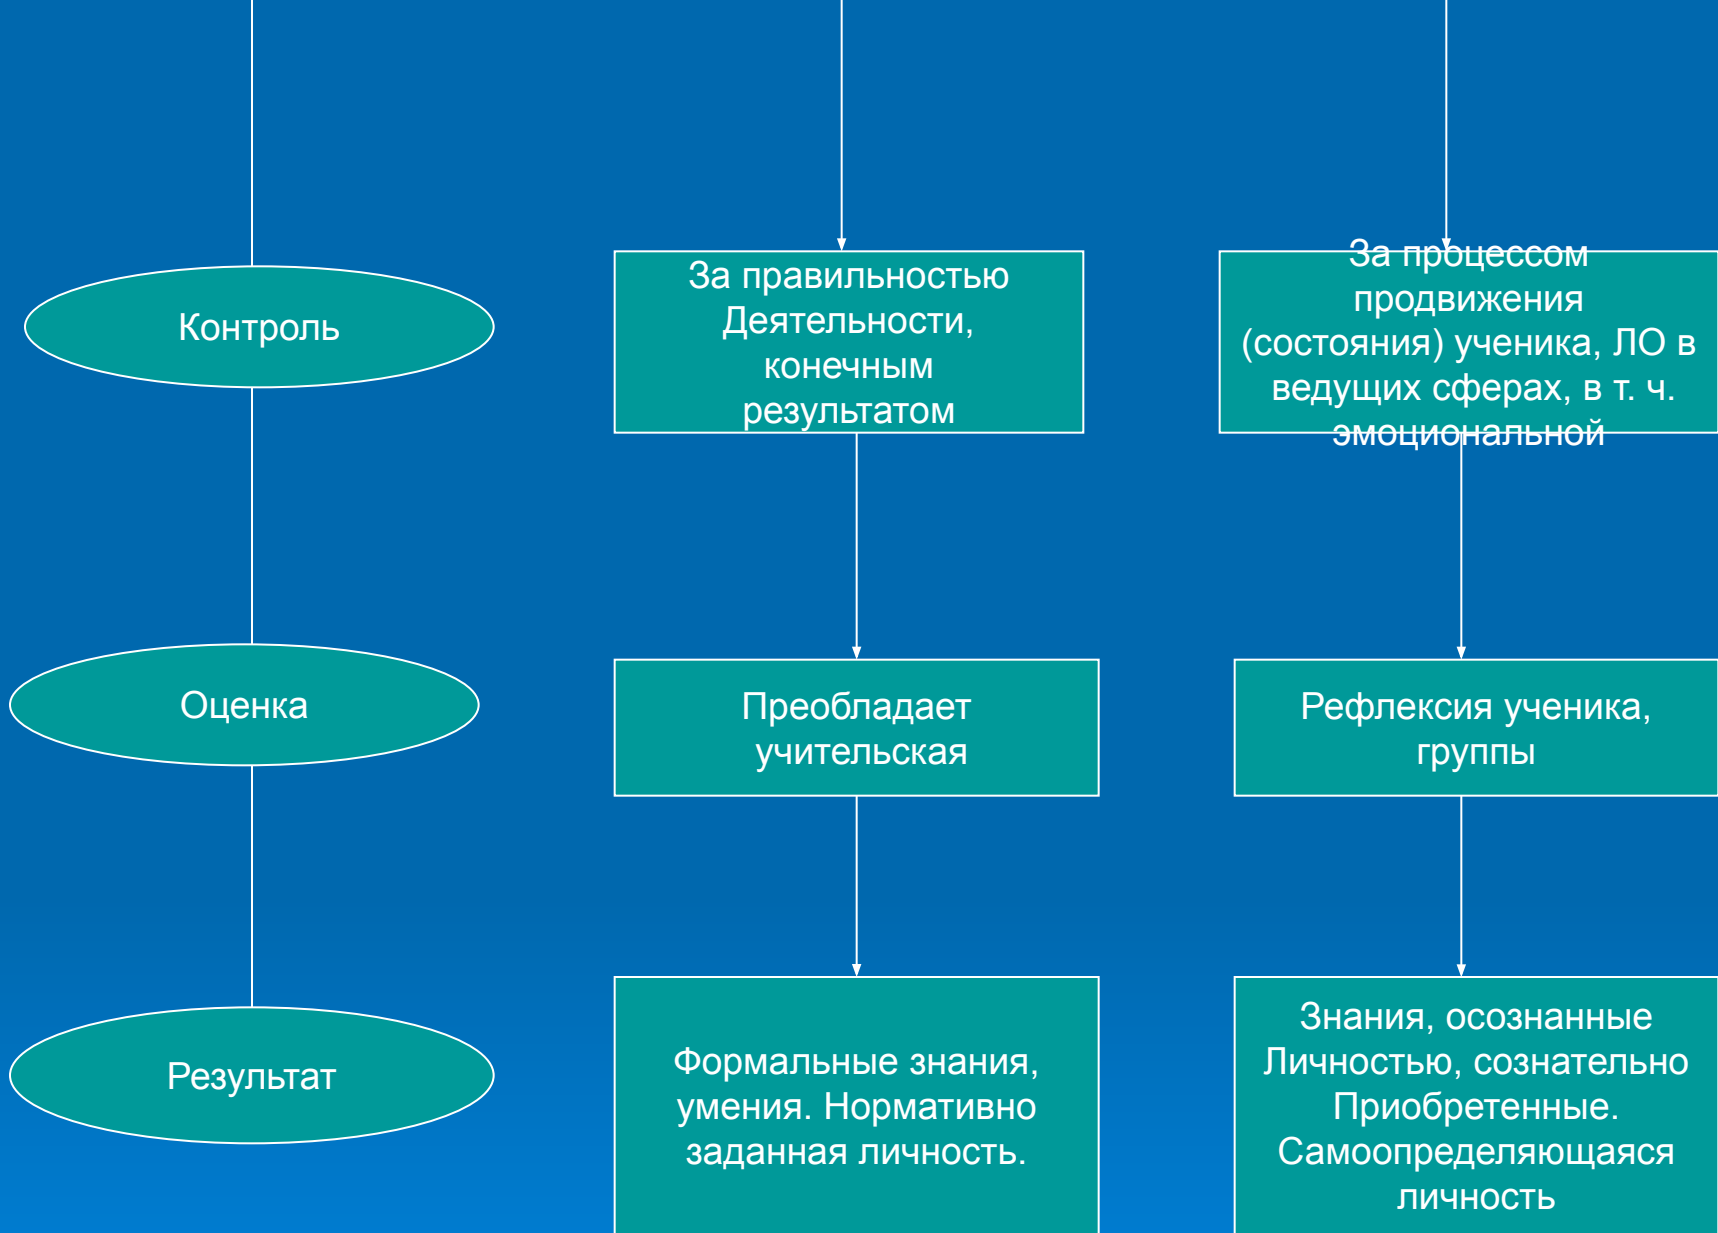 Контроль
За правильностью
Деятельности,
конечным
результатом
За процессом
продвижения
(состояния) ученика, ЛО в
ведущих сферах, в т. ч.
эмоциональной
Оценка
Преобладает
учительская
Рефлексия ученика,
группы
Результат
Формальные знания,
умения. Нормативно
заданная личность.
Знания, осознанные
Личностью, сознательно
Приобретенные.
Самоопределяющаяся
личность